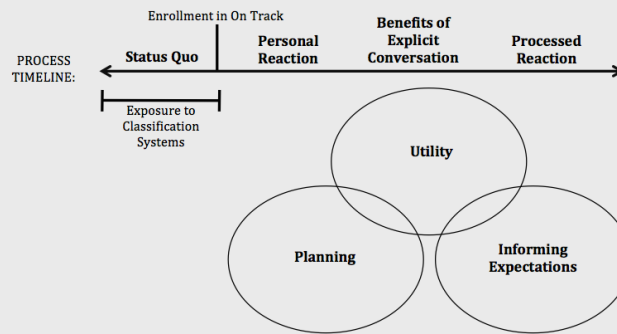 Enrollment in On Track
PROCESS
TIMELINE:
Status Quo
Personal
Reaction
Benefits of
Explicit
Conversation
Processed
Reaction
Exposure to
Classification
Systems
Utility
Planning
Informing
Expectations